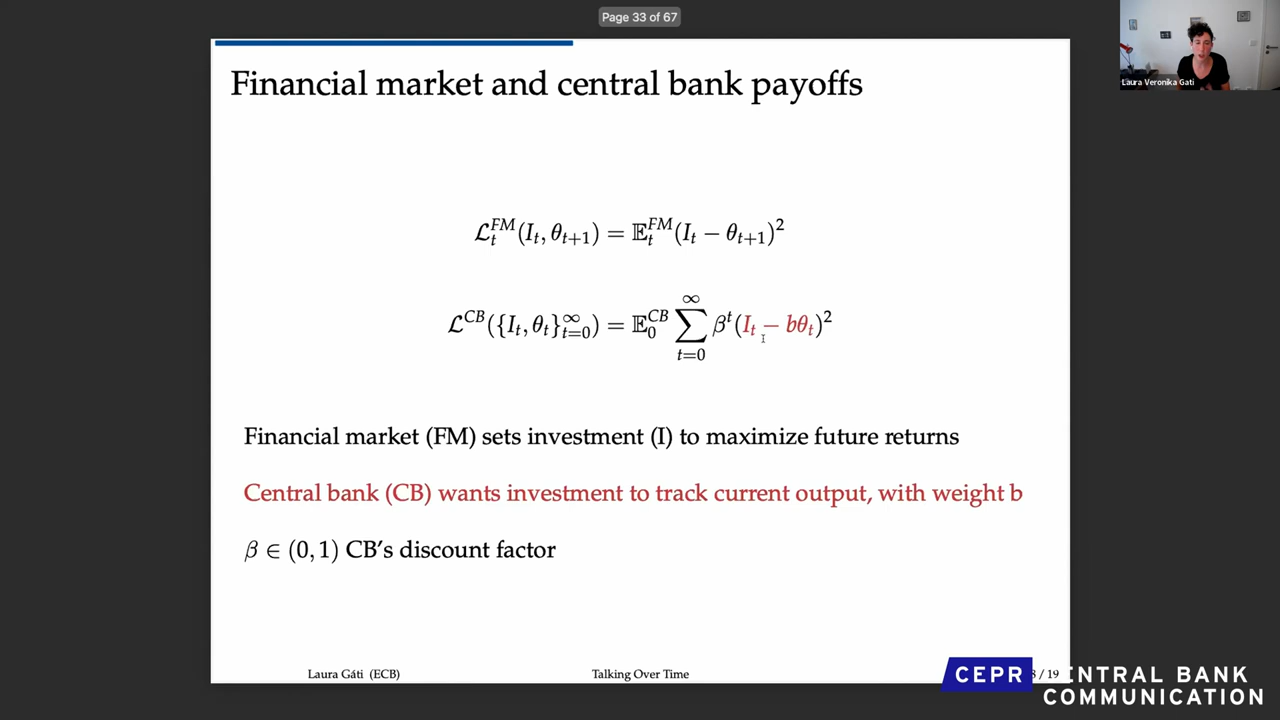 Page 33 of 67
Laura Veronika Gati
Financial market and central bank payoffs
ℒ_t^{FM}(I_t, θ_{t+1}) = 𝔼_t^{FM}(I_t − θ_{t+1})^2
ℒ^{CB}({I_t, θ_t}_{t=0}^∞) = 𝔼_0^{CB} ∑_{t=0}^∞ β^t(I_t − bθ_t)^2
Financial market (FM) sets investment (I) to maximize future returns
Central bank (CB) wants investment to track current output, with weight b
β ∈ (0, 1) CB’s discount factor
Laura Gáti (ECB) Talking Over Time / 19
CEPR CENTRAL BANK
COMMUNICATION